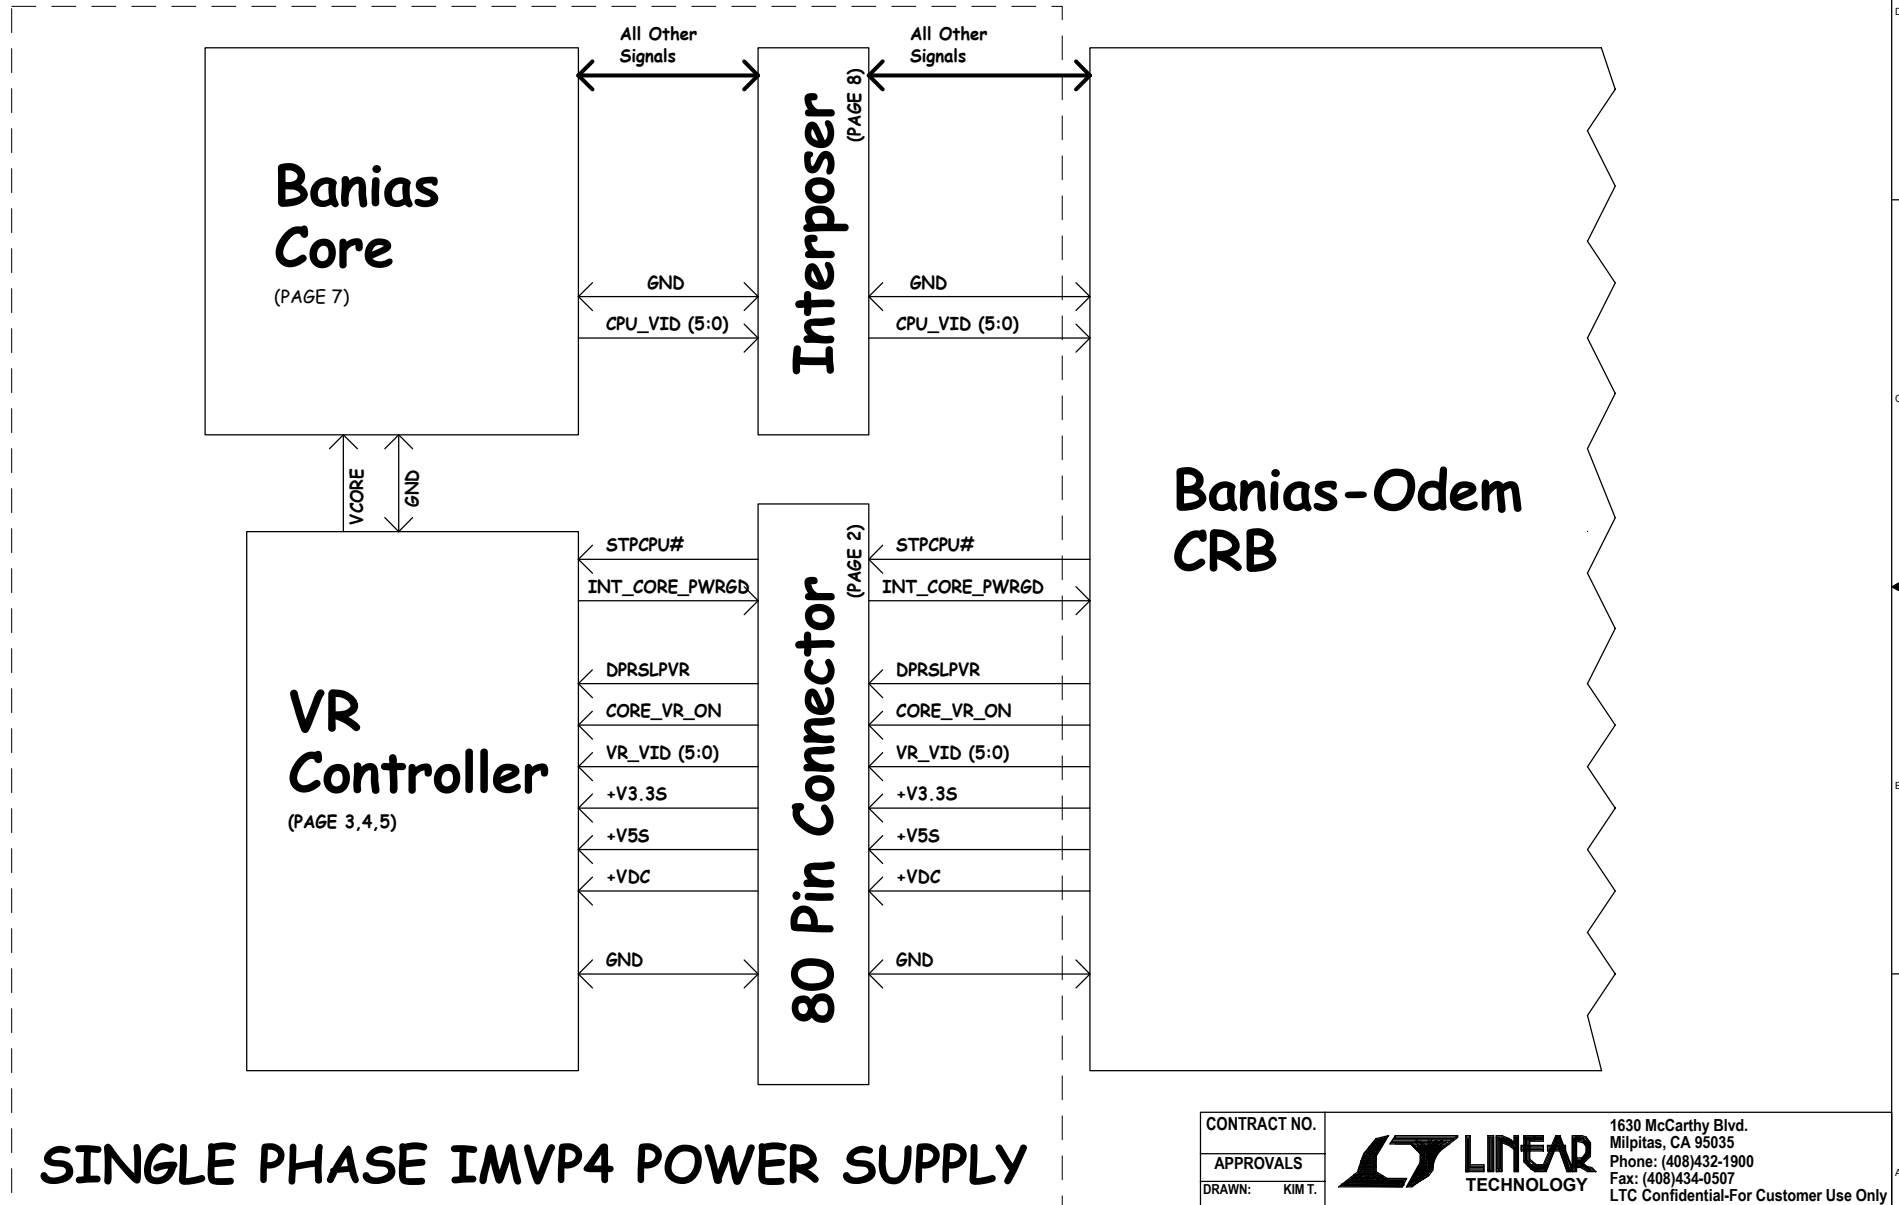 All Other
Signals
All Other
Signals
Banias
Core
(PAGE 7)
Interposer
(PAGE 8)
GND
GND
CPU_VID (5:0)
CPU_VID (5:0)
VCORE
GND
Banias-Odem
CRB
VR
Controller
(PAGE 3,4,5)
80 Pin Connector
(PAGE 2)
STPCPU#
STPCPU#
INT_CORE_PWRGD
INT_CORE_PWRGD
DPRSLPVR
DPRSLPVR
CORE_VR_ON
CORE_VR_ON
VR_VID (5:0)
VR_VID (5:0)
+V3.3S
+V3.3S
+V5S
+V5S
+VDC
+VDC
GND
GND
SINGLE PHASE IMVP4 POWER SUPPLY
CONTRACT NO.
APPROVALS
DRAWN: KIM T.
LINEAR
TECHNOLOGY
1630 McCarthy Blvd.
Milpitas, CA 95035
Phone: (408)432-1900
Fax: (408)434-0507
LTC Confidential-For Customer Use Only